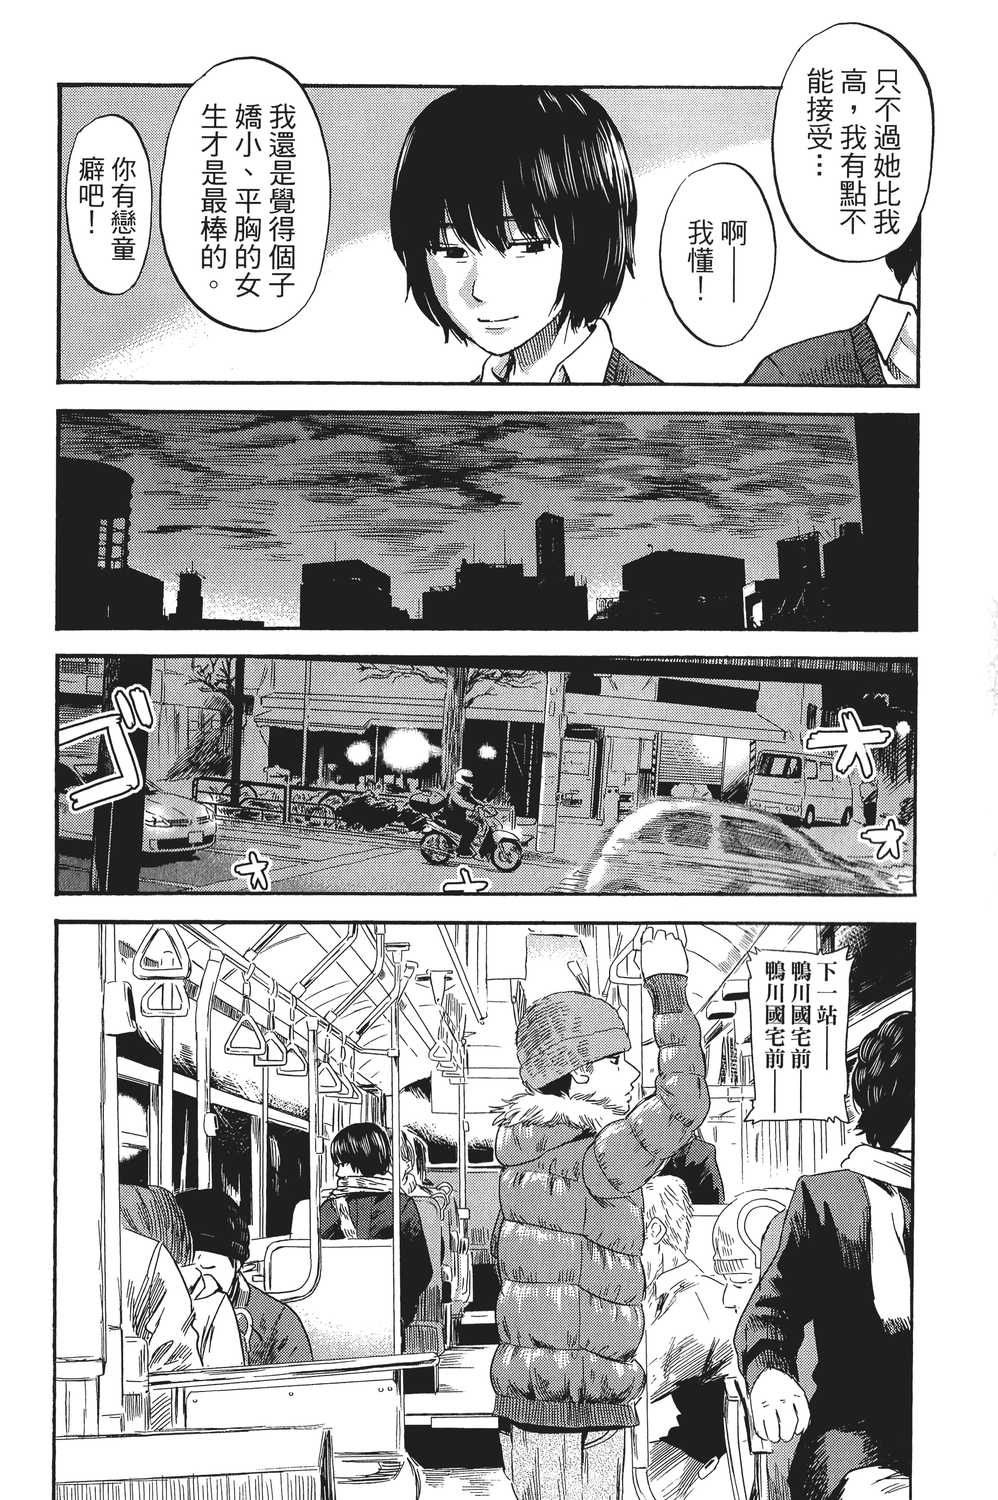 只不過她比我
高，我有點不
能接受…
啊——
我懂！
我還是覺得個子
嬌小、平胸的女
生才是最棒的。
你有戀童
癖吧！
ブ
オ
オ
オ
オ
下一站——
鴨川國宅前——
鴨川國宅前——